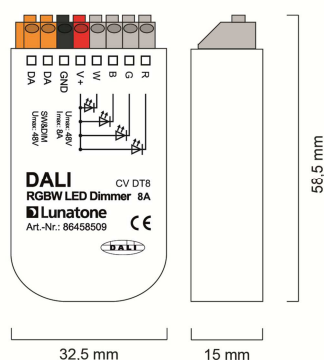 DA
DA
GND
V+
W
B
G
R
SW&DIM
Umax: 48V
Umax: 48V
Imax: 8A
DALI CV DT8
RGBW LED Dimmer 8A
Lunatone
Art.-Nr.: 86458509 CE
DALI
58,5 mm
32,5 mm
15 mm